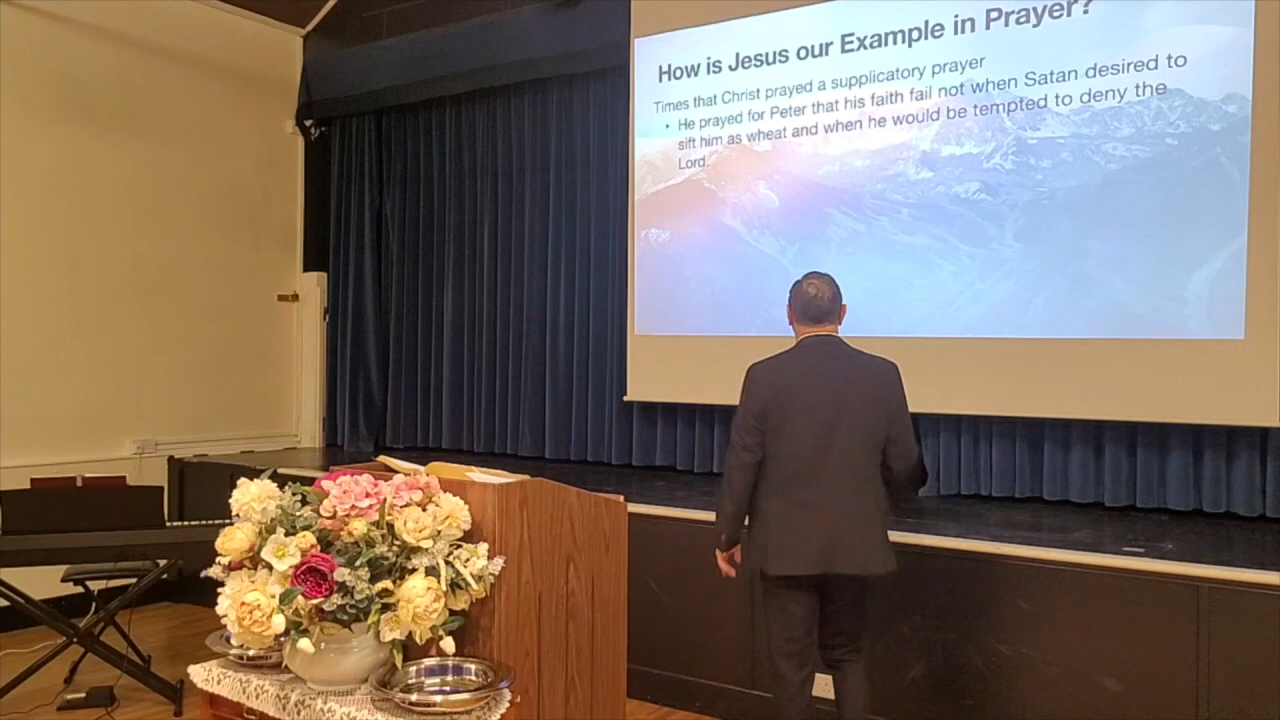 How is Jesus our Example in Prayer?
Times that Christ prayed a supplicatory prayer
• He prayed for Peter that his faith fail not when Satan desired to
sift him as wheat and when he would be tempted to deny the
Lord.